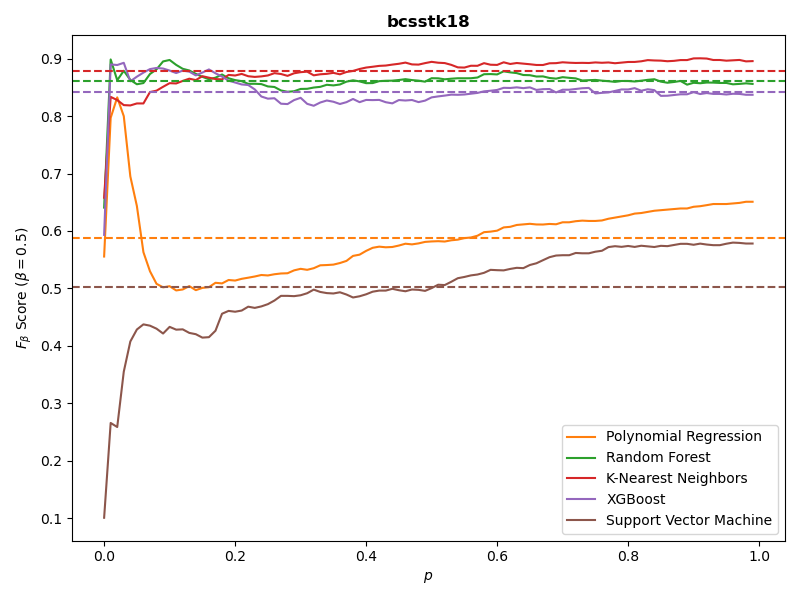 bcsstk18
F_β Score (β = 0.5)
0.9
0.8
0.7
0.6
0.5
0.4
0.3
0.2
0.1
0.0 0.2 0.4 0.6 0.8 1.0
p
Polynomial Regression
Random Forest
K-Nearest Neighbors
XGBoost
Support Vector Machine